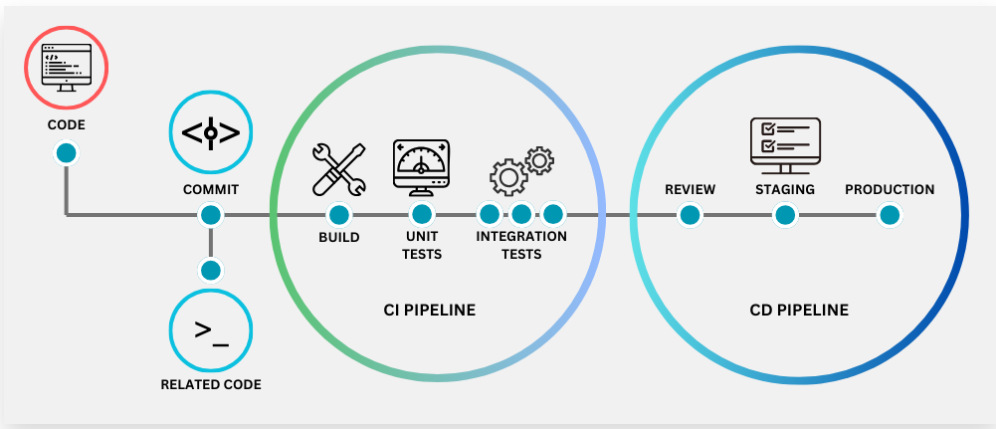 CODE
COMMIT
RELATED CODE
BUILD
UNIT
TESTS
INTEGRATION
TESTS
CI PIPELINE
REVIEW
STAGING
PRODUCTION
CD PIPELINE